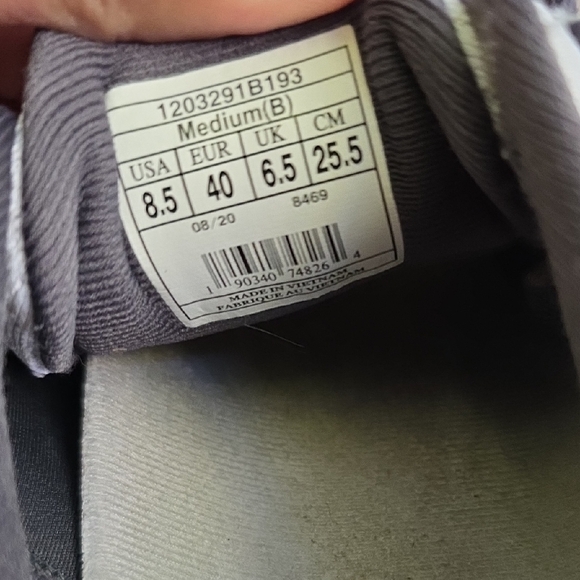 1203291B193
Medium(B)
USA EUR UK CM
8.5 40 6.5 25.5
08/20 8469
1 90340 74826 4
MADE IN VIETNAM
FABRIQUE AU VIETNAM